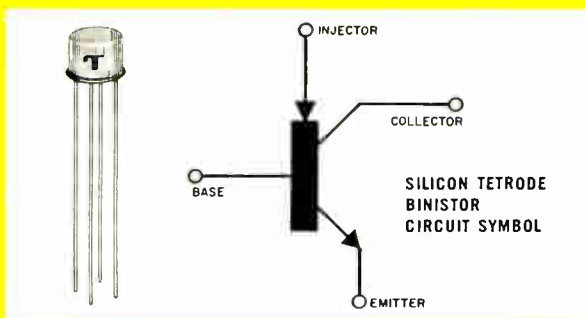 T
INJECTOR
COLLECTOR
BASE
SILICON TETRODE
BINISTOR
CIRCUIT SYMBOL
EMITTER